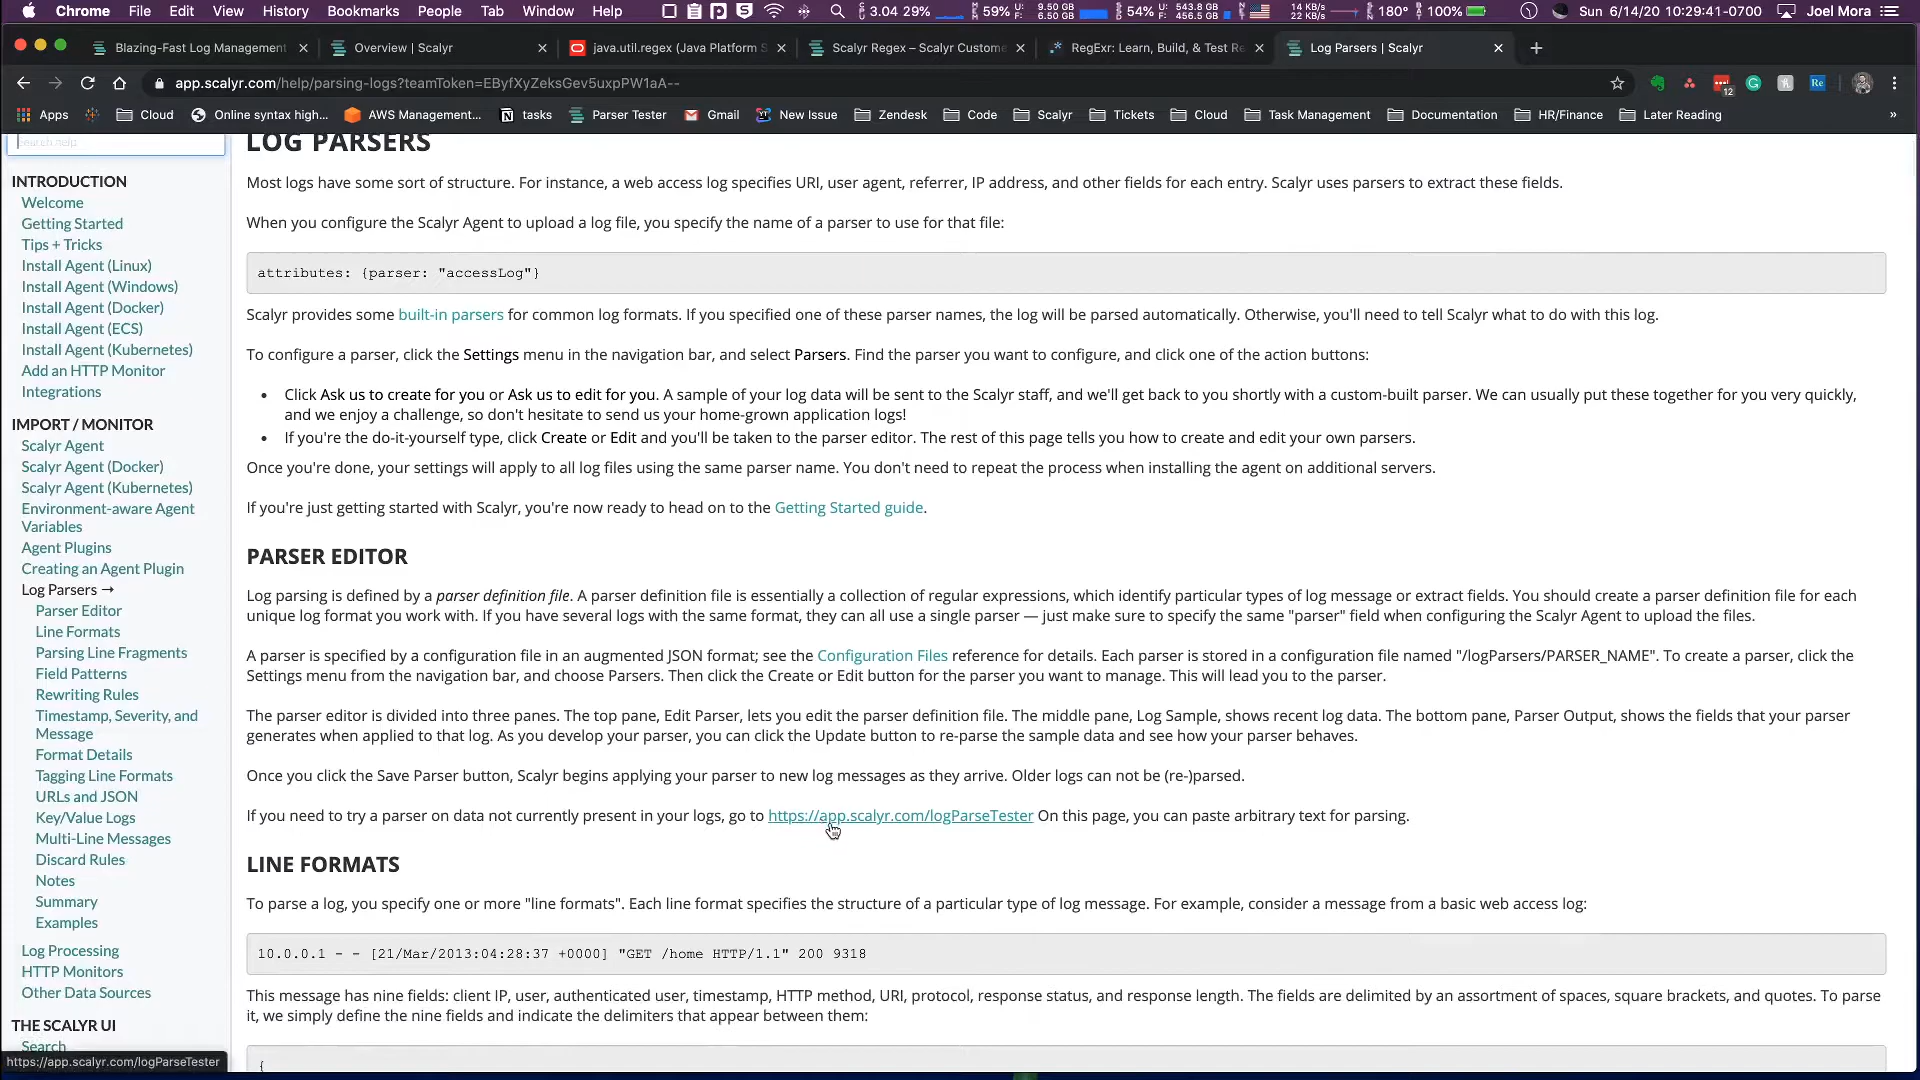 Chrome File Edit View History Bookmarks People Tab Window Help 3.04 29% 59% U: F: 9.50 GB 6.50 GB 54% U: F: 543.8 GB 456.5 GB 14 KB/s 22 KB/s 180° 100% Sun 6/14/20 10:29:41-0700 Joel Mora
Blazing-Fast Log Management Overview | Scalyr java.util.regex (Java Platform S Scalyr Regex – Scalyr Custome RegExr: Learn, Build, & Test Re Log Parsers | Scalyr
app.scalyr.com/help/parsing-logs?teamToken=EByfXyZeksGev5uxpPW1aA--
12
Apps Cloud Online syntax high... AWS Management... tasks Parser Tester Gmail New Issue Zendesk Code Scalyr Tickets Cloud Task Management Documentation HR/Finance Later Reading »
search help
INTRODUCTION
Welcome
Getting Started
Tips + Tricks
Install Agent (Linux)
Install Agent (Windows)
Install Agent (Docker)
Install Agent (ECS)
Install Agent (Kubernetes)
Add an HTTP Monitor
Integrations
IMPORT / MONITOR
Scalyr Agent
Scalyr Agent (Docker)
Scalyr Agent (Kubernetes)
Environment-aware Agent
Variables
Agent Plugins
Creating an Agent Plugin
Log Parsers →
Parser Editor
Line Formats
Parsing Line Fragments
Field Patterns
Rewriting Rules
Timestamp, Severity, and
Message
Format Details
Tagging Line Formats
URLs and JSON
Key/Value Logs
Multi-Line Messages
Discard Rules
Notes
Summary
Examples
Log Processing
HTTP Monitors
Other Data Sources
THE SCALYR UI
Search
https://app.scalyr.com/logParseTester
LOG PARSERS
Most logs have some sort of structure. For instance, a web access log specifies URI, user agent, referrer, IP address, and other fields for each entry. Scalyr uses parsers to extract these fields.
When you configure the Scalyr Agent to upload a log file, you specify the name of a parser to use for that file:
attributes: {parser: "accessLog"}
Scalyr provides some built-in parsers for common log formats. If you specified one of these parser names, the log will be parsed automatically. Otherwise, you'll need to tell Scalyr what to do with this log.
To configure a parser, click the Settings menu in the navigation bar, and select Parsers. Find the parser you want to configure, and click one of the action buttons:
• Click Ask us to create for you or Ask us to edit for you. A sample of your log data will be sent to the Scalyr staff, and we'll get back to you shortly with a custom-built parser. We can usually put these together for you very quickly,
and we enjoy a challenge, so don't hesitate to send us your home-grown application logs!
• If you're the do-it-yourself type, click Create or Edit and you'll be taken to the parser editor. The rest of this page tells you how to create and edit your own parsers.
Once you're done, your settings will apply to all log files using the same parser name. You don't need to repeat the process when installing the agent on additional servers.
If you're just getting started with Scalyr, you're now ready to head on to the Getting Started guide.
PARSER EDITOR
Log parsing is defined by a parser definition file. A parser definition file is essentially a collection of regular expressions, which identify particular types of log message or extract fields. You should create a parser definition file for each
unique log format you work with. If you have several logs with the same format, they can all use a single parser — just make sure to specify the same "parser" field when configuring the Scalyr Agent to upload the files.
A parser is specified by a configuration file in an augmented JSON format; see the Configuration Files reference for details. Each parser is stored in a configuration file named "/logParsers/PARSER_NAME". To create a parser, click the
Settings menu from the navigation bar, and choose Parsers. Then click the Create or Edit button for the parser you want to manage. This will lead you to the parser.
The parser editor is divided into three panes. The top pane, Edit Parser, lets you edit the parser definition file. The middle pane, Log Sample, shows recent log data. The bottom pane, Parser Output, shows the fields that your parser
generates when applied to that log. As you develop your parser, you can click the Update button to re-parse the sample data and see how your parser behaves.
Once you click the Save Parser button, Scalyr begins applying your parser to new log messages as they arrive. Older logs can not be (re-)parsed.
If you need to try a parser on data not currently present in your logs, go to https://app.scalyr.com/logParseTester On this page, you can paste arbitrary text for parsing.
LINE FORMATS
To parse a log, you specify one or more "line formats". Each line format specifies the structure of a particular type of log message. For example, consider a message from a basic web access log:
10.0.0.1 - - [21/Mar/2013:04:28:37 +0000] "GET /home HTTP/1.1" 200 9318
This message has nine fields: client IP, user, authenticated user, timestamp, HTTP method, URI, protocol, response status, and response length. The fields are delimited by an assortment of spaces, square brackets, and quotes. To parse
it, we simply define the nine fields and indicate the delimiters that appear between them:
{